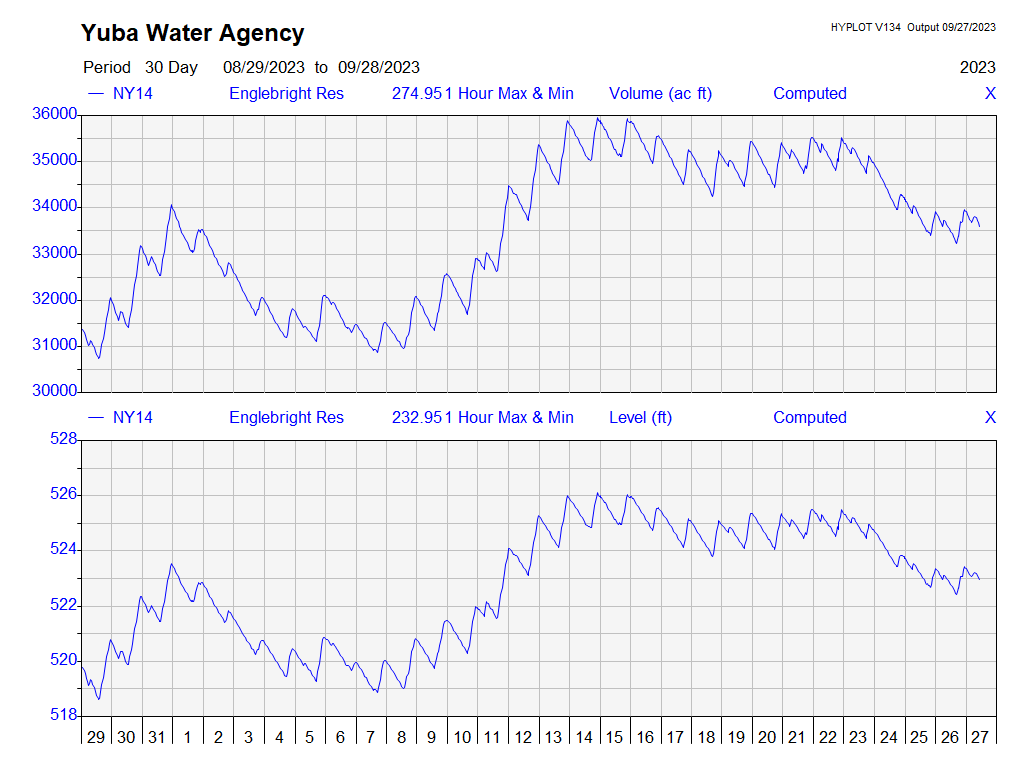 Yuba Water Agency
HYPLOT V134 Output 09/27/2023
Period 30 Day 08/29/2023 to 09/28/2023 2023
NY14 Englebright Res 274.951 Hour Max & Min Volume (ac ft) Computed X
36000
35000
34000
33000
32000
31000
30000
NY14 Englebright Res 232.951 Hour Max & Min Level (ft) Computed X
528
526
524
522
520
518
29 30 31 1 2 3 4 5 6 7 8 9 10 11 12 13 14 15 16 17 18 19 20 21 22 23 24 25 26 27